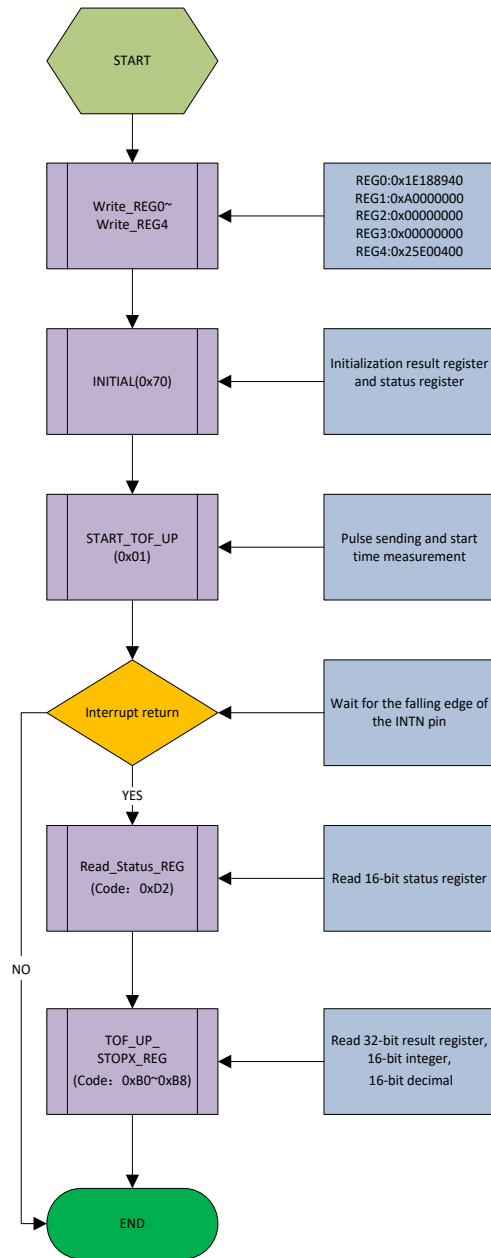 START
Write_REG0~
Write_REG4
REG0:0x1E188940
REG1:0xA0000000
REG2:0x00000000
REG3:0x00000000
REG4:0x25E00400
INITIAL(0x70)
Initialization result register
and status register
START_TOF_UP
(0x01)
Pulse sending and start
time measurement
Interrupt return
Wait for the falling edge of
the INTN pin
YES
Read_Status_REG
(Code：0xD2)
Read 16-bit status register
NO
TOF_UP_
STOPX_REG
(Code：0xB0~0xB8)
Read 32-bit result register,
16-bit integer,
16-bit decimal
END